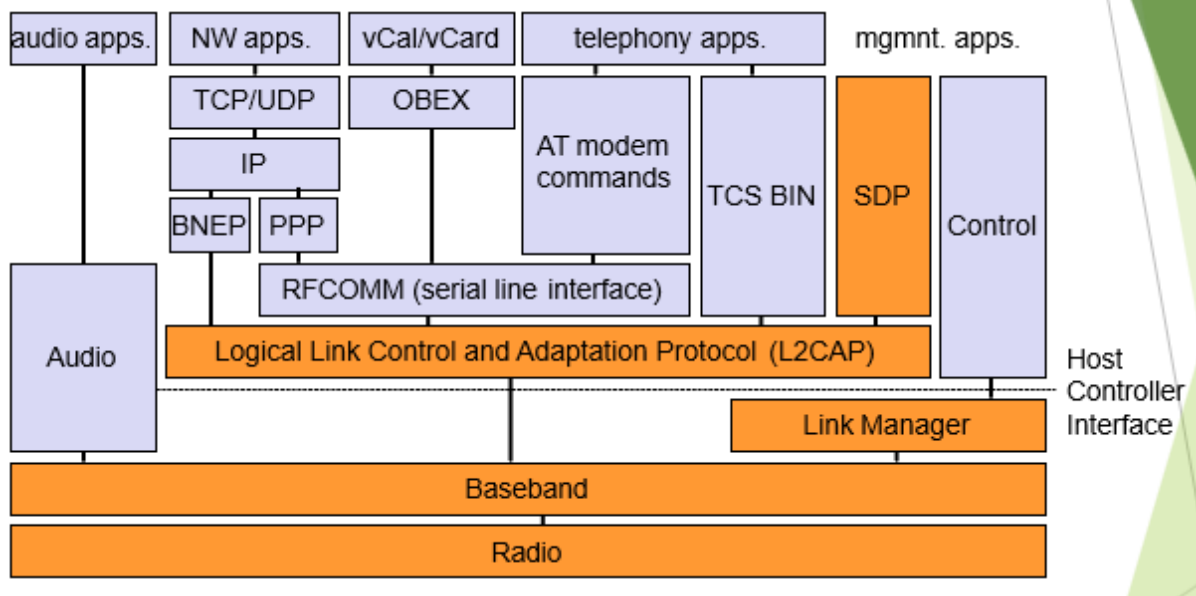 audio apps.
NW apps.
vCal/vCard
telephony apps.
mgmnt. apps.
TCP/UDP
OBEX
AT modem
commands
TCS BIN
SDP
Control
IP
BNEP
PPP
RFCOMM (serial line interface)
Audio
Logical Link Control and Adaptation Protocol (L2CAP)
Host
Controller
Interface
Link Manager
Baseband
Radio